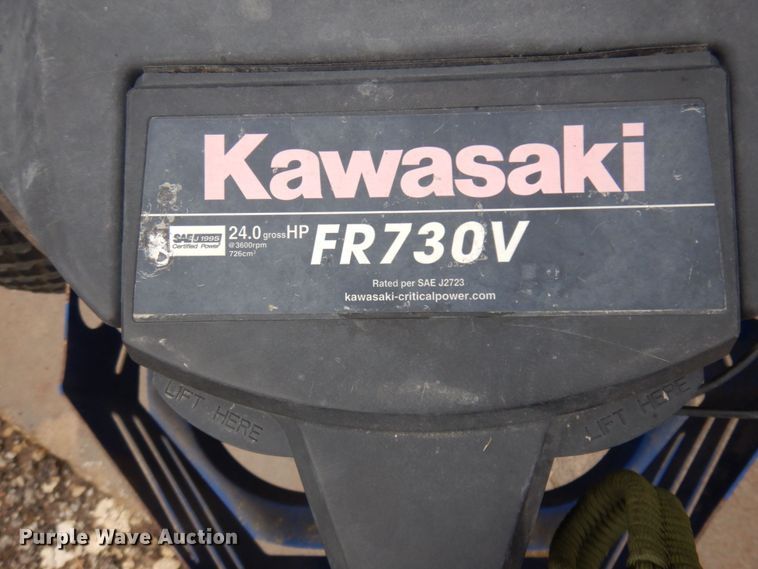 Kawasaki
SAE J1995
Certified Power
24.0 gross HP
@3600rpm
726cm³
FR730V
Rated per SAE J2723
kawasaki-criticalpower.com
LIFT HERE
LIFT HERE
Purple Wave Auction